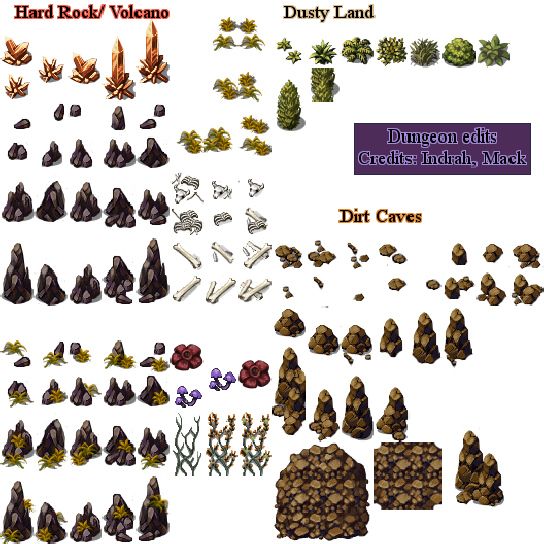 Hard Rock/ Volcano
Dusty Land
Dungeon edits
Credits: Indrah, Mack
Dirt Caves